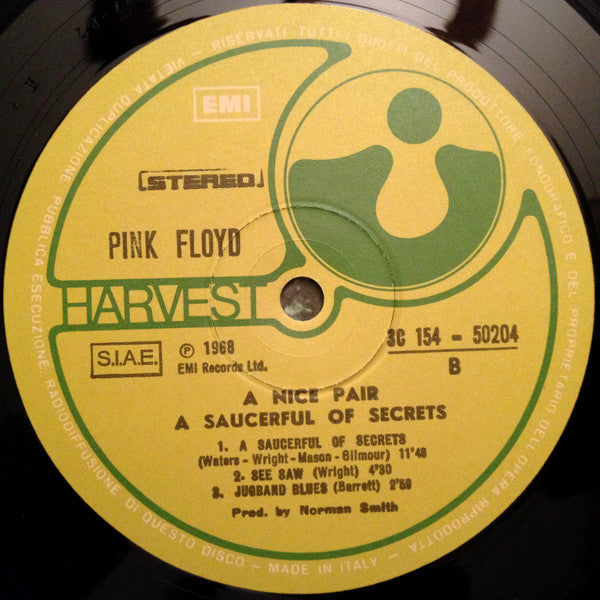 VIETATA DUPLICAZIONE. PUBBLICA ESECUZIONE. RADIODIFFUSIONE DI QUESTO DISCO – MADE IN ITALY – RISERVATI TUTTI I DIRITTI DEL PRODUTTORE FONOGRAFICO E DEL PROPRIETARIO DELL'OPERA RIPRODOTTA
EMI
STEREO
PINK FLOYD
HARVEST
S.I.A.E.
Ⓟ 1968
EMI Records Ltd.
3C 154 - 50204
B
A NICE PAIR
A SAUCERFUL OF SECRETS
1. A SAUCERFUL OF SECRETS
(Waters-Wright-Mason-Gilmour) 11'48
2. SEE SAW (Wright) 4'30
3. JUGBAND BLUES (Barrett) 2'59
Prod. by Norman Smith